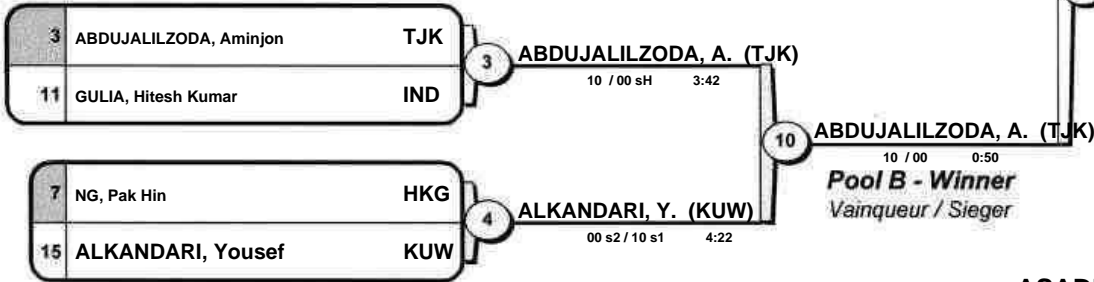 3 ABDUJALILZODA, Aminjon TJK
11 GULIA, Hitesh Kumar IND
3
ABDUJALILZODA, A. (TJK)
10 / 00 sH 3:42
7 NG, Pak Hin HKG
15 ALKANDARI, Yousef KUW
4
ALKANDARI, Y. (KUW)
00 s2 / 10 s1 4:22
10
ABDUJALILZODA, A. (TJK)
10 / 00 0:50
Pool B - Winner
Vainqueur / Sieger